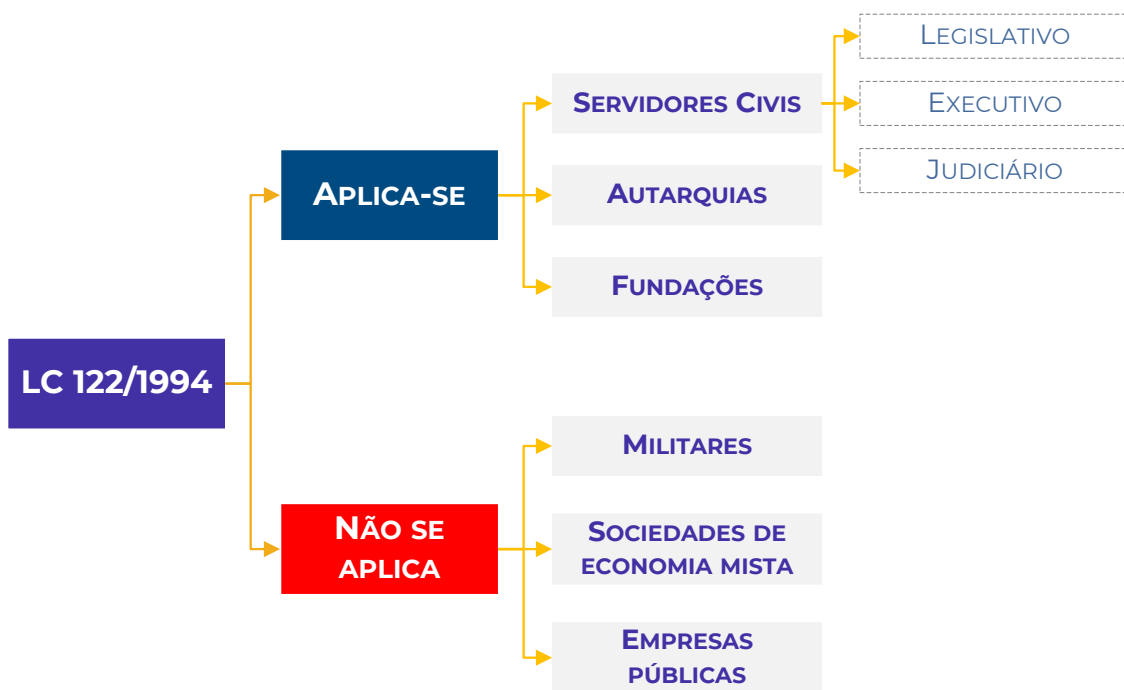 LC 122/1994
APLICA-SE
SERVIDORES CIVIS
LEGISLATIVO
EXECUTIVO
JUDICIÁRIO
AUTARQUIAS
FUNDAÇÕES
NÃO SE
APLICA
MILITARES
SOCIEDADES DE
ECONOMIA MISTA
EMPRESAS
PÚBLICAS